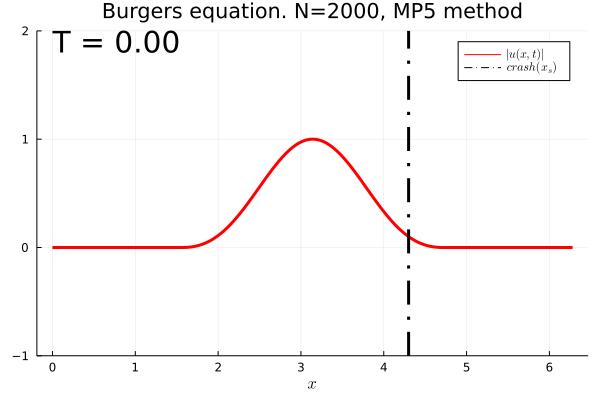 Burgers equation. N=2000, MP5 method
T = 0.00
|u(x, t)|
crash(x_s)
2
1
0
−1
0 1 2 3 4 5 6
x